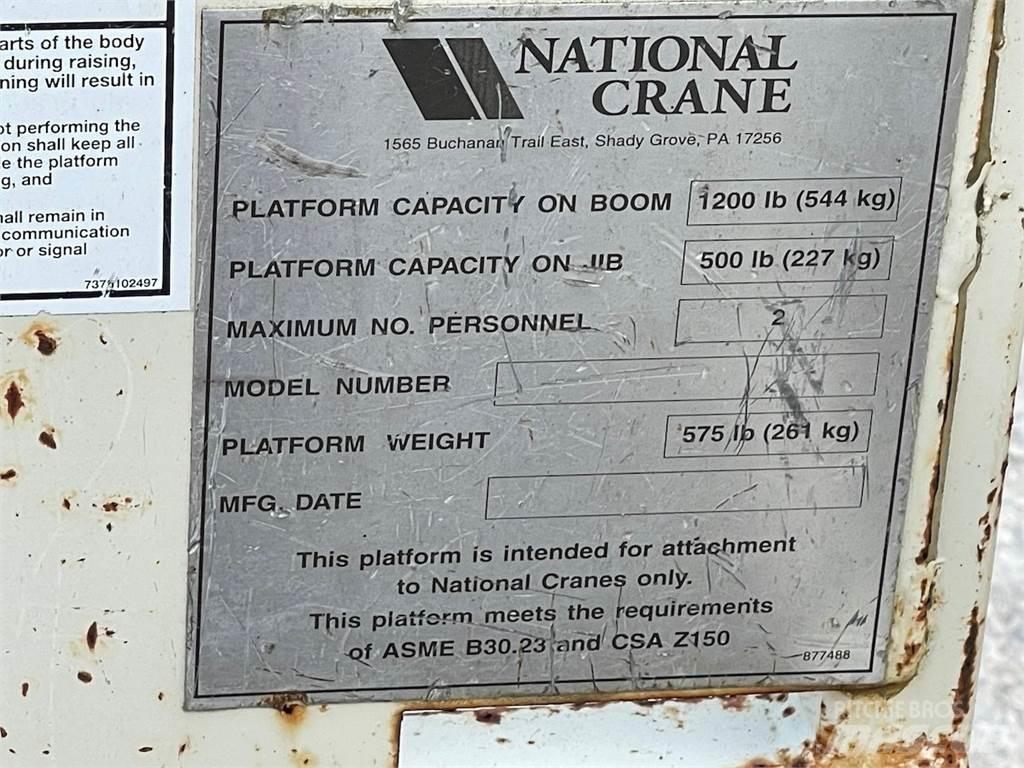 arts of the body
during raising,
ning will result in
ot performing the
on shall keep all
e the platform
g, and
hall remain in
communication
or or signal
NATIONAL
CRANE
1565 Buchanan Trail East, Shady Grove, PA 17256
PLATFORM CAPACITY ON BOOM 1200 lb (544 kg)
PLATFORM CAPACITY ON JIB 500 lb (227 kg)
MAXIMUM NO. PERSONNEL 2
MODEL NUMBER
PLATFORM WEIGHT 575 lb (261 kg)
MFG. DATE
This platform is intended for attachment
to National Cranes only.
This platform meets the requirements
of ASME B30.23 and CSA Z150
877488
RITCHIE BROS